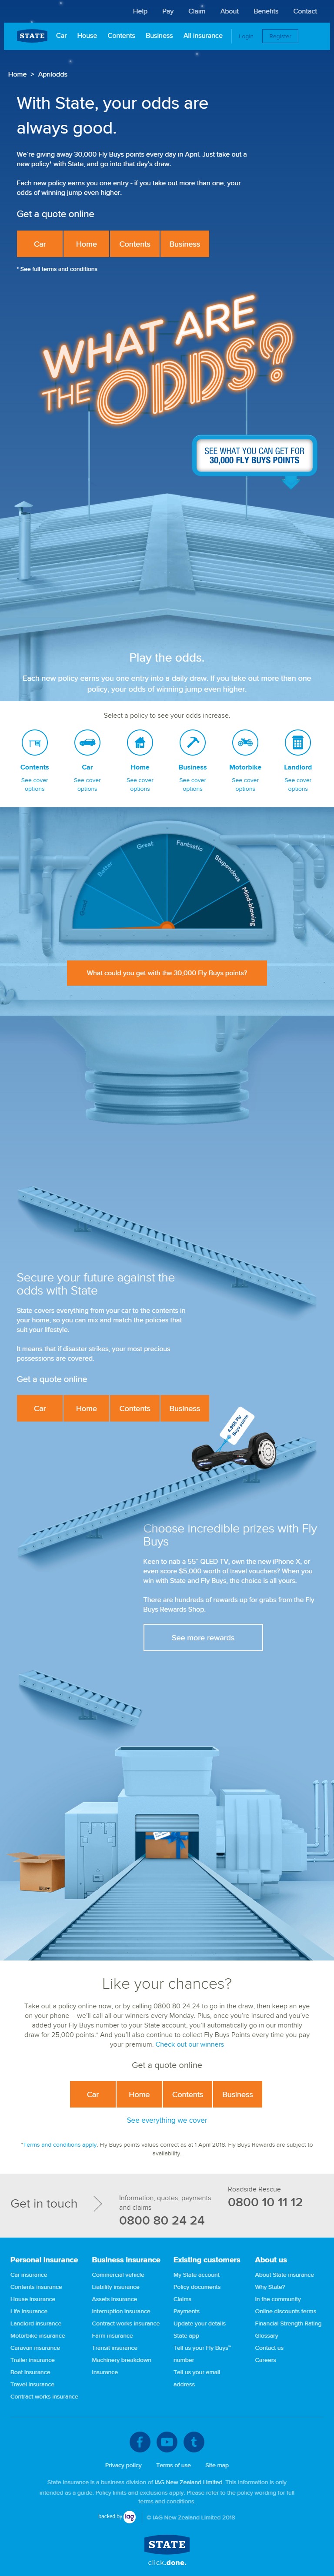 Help Pay Claim About Benefits Contact
STATE Car House Contents Business All insurance Login Register
Home > Aprilodds
With State, your odds are
always good.
We're giving away 30,000 Fly Buys points every day in April. Just take out a
new policy* with State, and go into that day's draw.
Each new policy earns you one entry - if you take out more than one, your
odds of winning jump even higher.
Get a quote online
Car Home Contents Business
* See full terms and conditions
WHAT ARE
THE ODDS?
SEE WHAT YOU CAN GET FOR
30,000 FLY BUYS POINTS
Play the odds.
Each new policy earns you one entry into a daily draw. If you take out more than one
policy, your odds of winning jump even higher.
Select a policy to see your odds increase.
Contents Car Home Business Motorbike Landlord
See cover See cover See cover See cover See cover See cover
options options options options options options
Good Better Great Fantastic Stupendous Mind-blowing
What could you get with the 30,000 Fly Buys points?
Secure your future against the
odds with State
State covers everything from your car to the contents in
your home, so you can mix and match the policies that
suit your lifestyle.
It means that if disaster strikes, your most precious
possessions are covered.
Get a quote online
Car Home Contents Business
Fly
Buys points
Choose incredible prizes with Fly
Buys
Keen to nab a 55" QLED TV, own the new iPhone X, or
even score $5,000 worth of travel vouchers? When you
win with State and Fly Buys, the choice is all yours.
There are hundreds of rewards up for grabs from the Fly
Buys Rewards Shop.
See more rewards
Like your chances?
Take out a policy online now, or by calling 0800 80 24 24 to go in the draw, then keep an eye
on your phone – we'll call all our winners every Monday. Plus, once you're insured and you've
added your Fly Buys number to your State account, you'll automatically go in our monthly
draw for 25,000 points.* And you'll also continue to collect Fly Buys Points every time you pay
your premium. Check out our winners
Get a quote online
Car Home Contents Business
See everything we cover
*Terms and conditions apply. Fly Buys points values correct as at 1 April 2018. Fly Buys Rewards are subject to
availability.
Get in touch
Information, quotes, payments
and claims
0800 80 24 24
Roadside Rescue
0800 10 11 12
Personal insurance
Car insurance
Contents insurance
House insurance
Life insurance
Landlord insurance
Motorbike insurance
Caravan insurance
Trailer insurance
Boat insurance
Travel insurance
Contract works insurance
Business insurance
Commercial vehicle
Liability insurance
Assets insurance
Interruption insurance
Contract works insurance
Farm insurance
Transit insurance
Machinery breakdown
insurance
Existing customers
My State account
Policy documents
Claims
Payments
Update your details
State app
Tell us your Fly Buys™
number
Tell us your email
address
About us
About State insurance
Why State?
In the community
Online discounts terms
Financial Strength Rating
Glossary
Contact us
Careers
Privacy policy Terms of use Site map
State Insurance is a business division of IAG New Zealand Limited. This information is only
intended as a guide. Policy limits and exclusions apply. Please refer to the policy wording for full
terms and conditions.
backed by iag © IAG New Zealand Limited 2018
STATE
click.done.